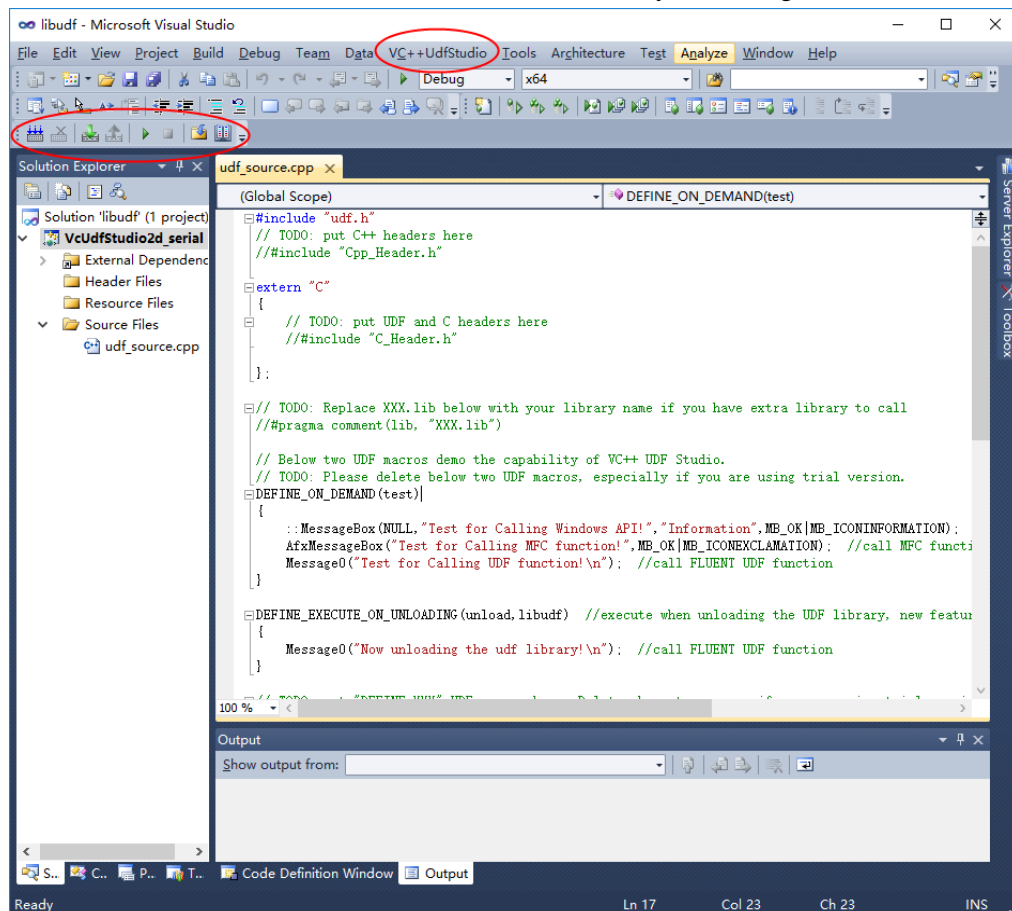 libudf - Microsoft Visual Studio
File Edit View Project Build Debug Team Data VC++UdfStudio Tools Architecture Test Analyze Window Help
Debug x64
Solution Explorer
udf_source.cpp
(Global Scope) DEFINE_ON_DEMAND(test)
Solution 'libudf' (1 project)
VcUdfStudio2d_serial
External Dependenc
Header Files
Resource Files
Source Files
udf_source.cpp
#include "udf.h"
// TODO: put C++ headers here
//#include "Cpp_Header.h"
extern "C"
{
// TODO: put UDF and C headers here
//#include "C_Header.h"
};
// TODO: Replace XXX.lib below with your library name if you have extra library to call
//#pragma comment(lib, "XXX.lib")
// Below two UDF macros demo the capability of VC++ UDF Studio.
// TODO: Please delete below two UDF macros, especially if you are using trial version.
DEFINE_ON_DEMAND(test)
{
::MessageBox(NULL,"Test for Calling Windows API!","Information",MB_OK|MB_ICONINFORMATION);
AfxMessageBox("Test for Calling MFC function!",MB_OK|MB_ICONEXCLAMATION); //call MFC functi
Message0("Test for Calling UDF function!\n"); //call FLUENT UDF function
}
DEFINE_EXECUTE_ON_UNLOADING(unload,libudf) //execute when unloading the UDF library, new featur
{
Message0("Now unloading the udf library!\n"); //call FLUENT UDF function
}
100 %
Output
Show output from:
Server Explorer
Toolbox
S... C... P... T... Code Definition Window Output
Ready Ln 17 Col 23 Ch 23 INS